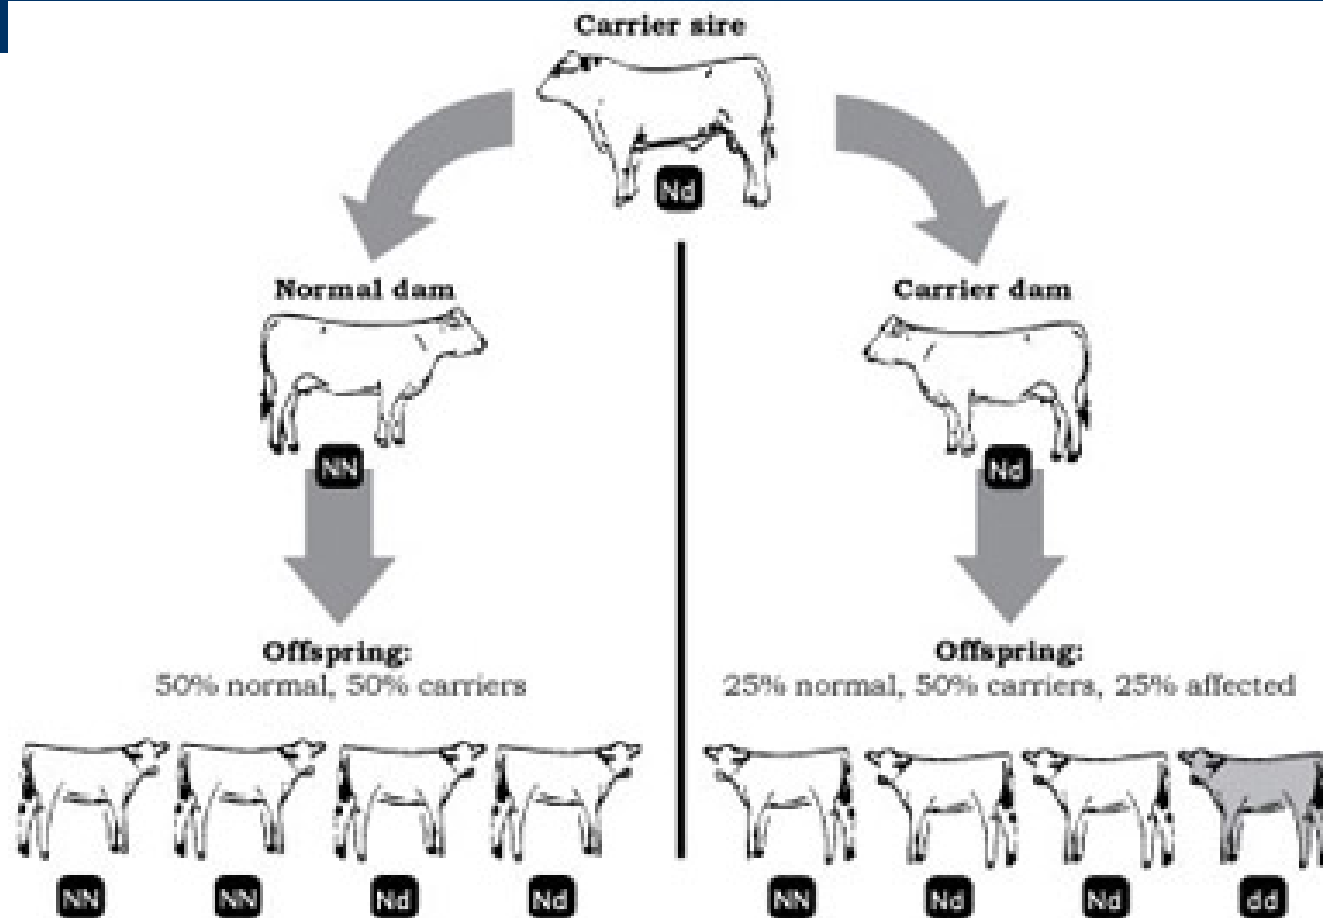 Carrier sire
Nd
Normal dam
Carrier dam
NN
Nd
Offspring:
50% normal, 50% carriers
Offspring:
25% normal, 50% carriers, 25% affected
NN
NN
Nd
Nd
NN
Nd
Nd
dd